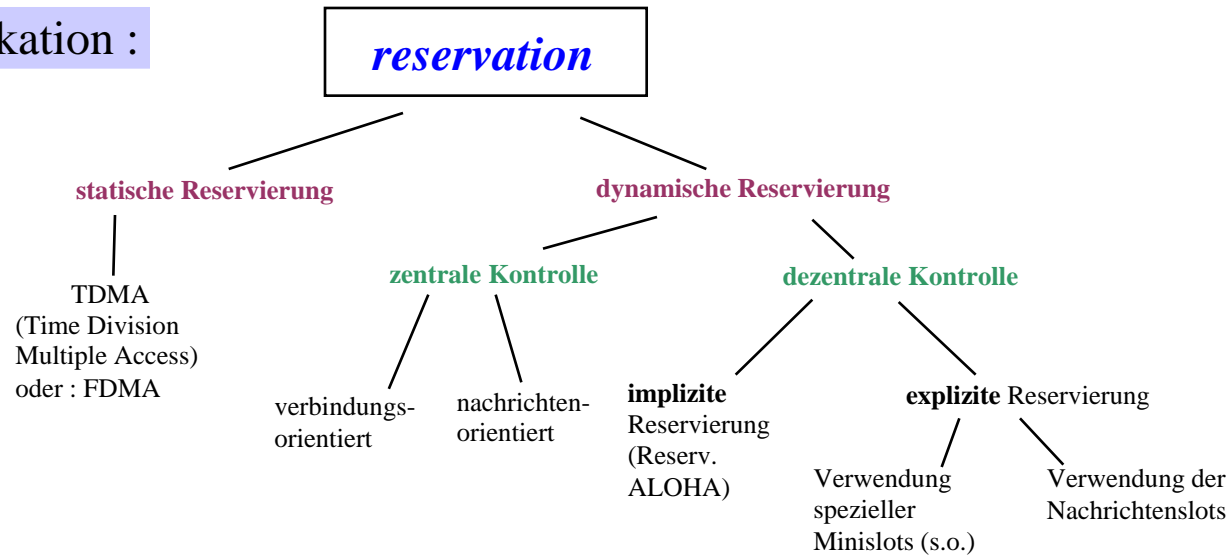 kation :
reservation
statische Reservierung
dynamische Reservierung
zentrale Kontrolle
dezentrale Kontrolle
TDMA
(Time Division
Multiple Access)
oder : FDMA
verbindungs-
orientiert
nachrichten-
orientiert
implizite
Reservierung
(Reserv.
ALOHA)
explizite Reservierung
Verwendung
spezieller
Minislots (s.o.)
Verwendung der
Nachrichtenslots